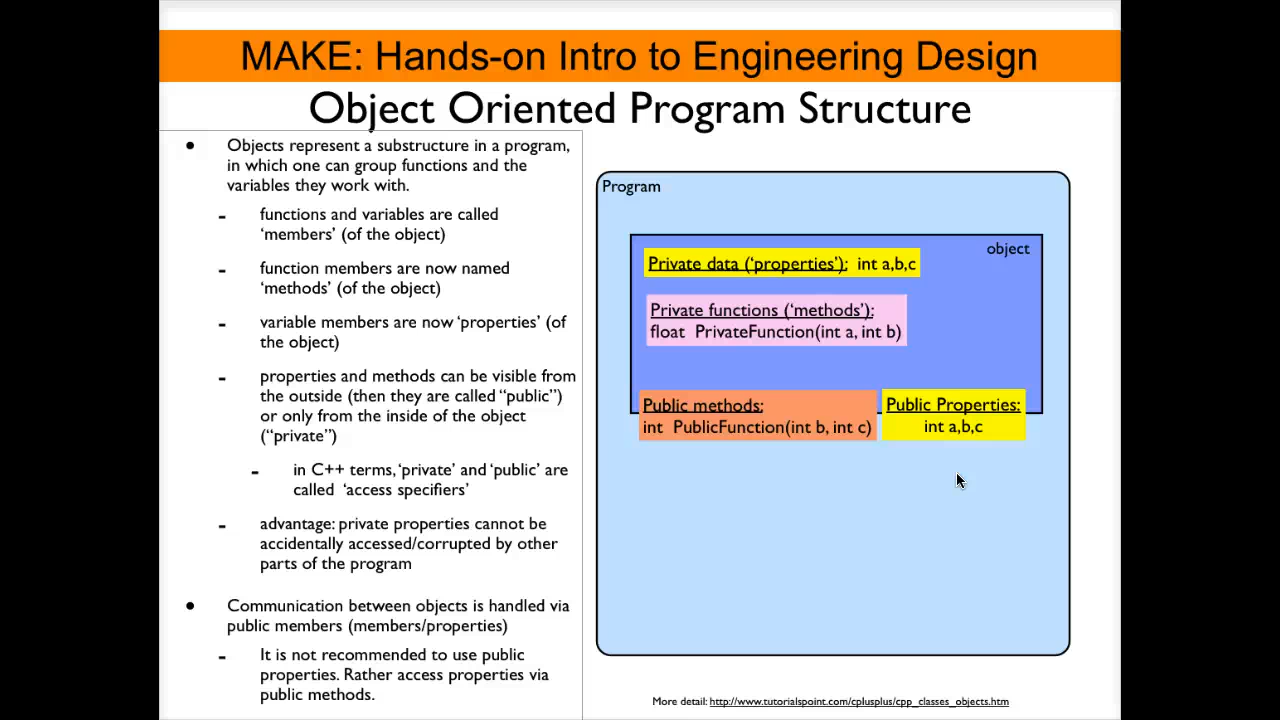 MAKE: Hands-on Intro to Engineering Design
Object Oriented Program Structure
• Objects represent a substructure in a program,
in which one can group functions and the
variables they work with.
- functions and variables are called
‘members’ (of the object)
- function members are now named
‘methods’ (of the object)
- variable members are now ‘properties’ (of
the object)
- properties and methods can be visible from
the outside (then they are called “public”)
or only from the inside of the object
(“private”)
- in C++ terms, ‘private’ and ‘public’ are
called ‘access specifiers’
- advantage: private properties cannot be
accidentally accessed/corrupted by other
parts of the program
• Communication between objects is handled via
public members (members/properties)
- It is not recommended to use public
properties. Rather access properties via
public methods.
Program
object
Private data (‘properties’): int a,b,c
Private functions (‘methods’):
float PrivateFunction(int a, int b)
Public methods:
int PublicFunction(int b, int c)
Public Properties:
int a,b,c
More detail: http://www.tutorialspoint.com/cplusplus/cpp_classes_objects.htm